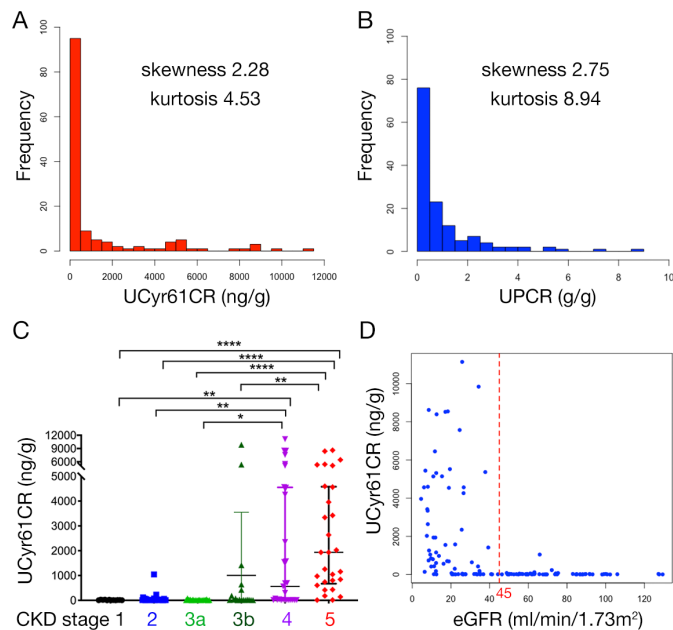 A
skewness 2.28
kurtosis 4.53
Frequency
0 20 40 60 80 100
0 2000 4000 6000 8000 10000 12000
UCyr61CR (ng/g)
B
skewness 2.75
kurtosis 8.94
Frequency
0 20 40 60 80 100
0 2 4 6 8 10
UPCR (g/g)
C
****
****
****
**
**
**
*
UCyr61CR (ng/g)
12000
9000
6000
5000
4000
3000
2000
1000
0
CKD stage 1 2 3a 3b 4 5
D
UCyr61CR (ng/g)
0 2000 4000 6000 8000 10000
0 20 40 60 80 100 120
45
eGFR (ml/min/1.73m²)